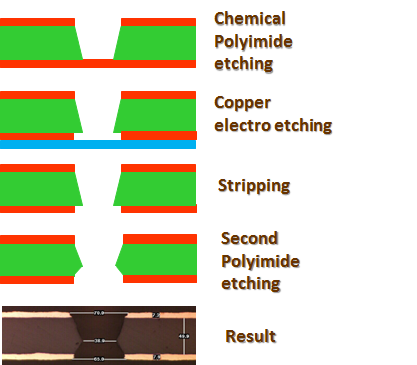 Chemical
Polyimide
etching
Copper
electro etching
Stripping
Second
Polyimide
etching
Result